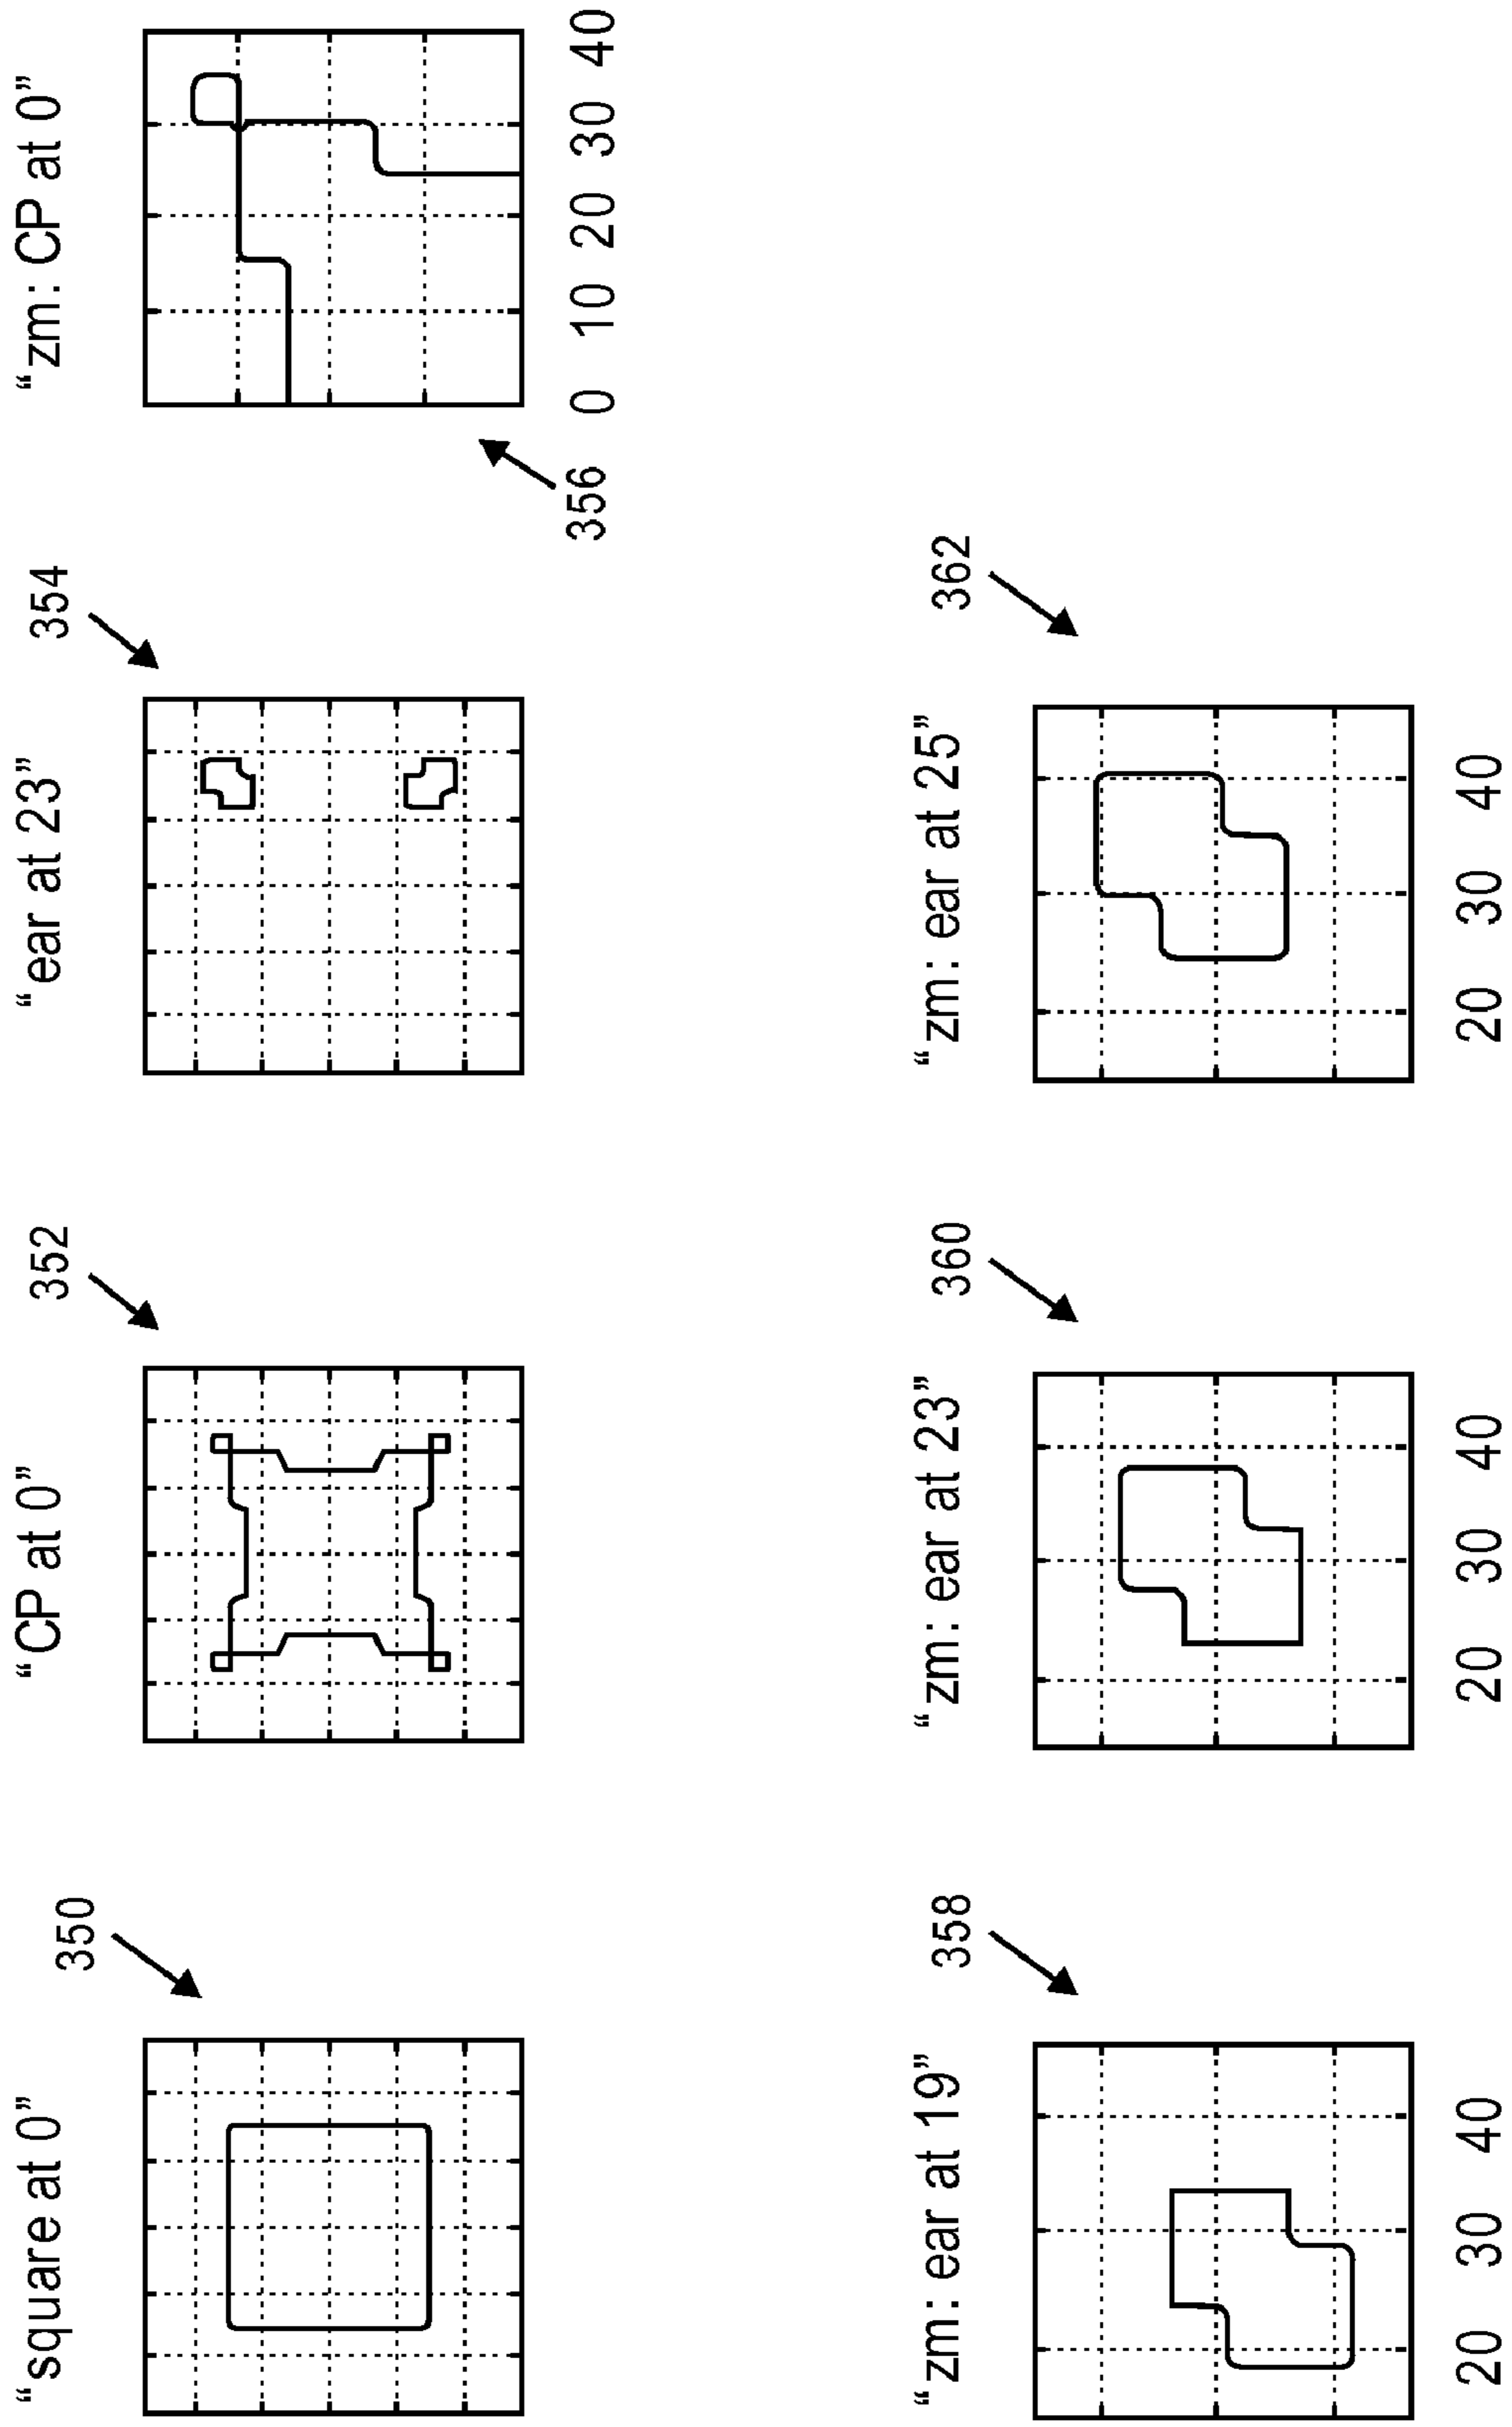 350
352
354
"square at 0"
"CP at 0"
"ear at 23"
"zm: CP at 0"
356
0 10 20 30 40
358
360
362
"zm: ear at 19"
"zm: ear at 23"
"zm: ear at 25"
20 30 40
20 30 40
20 30 40